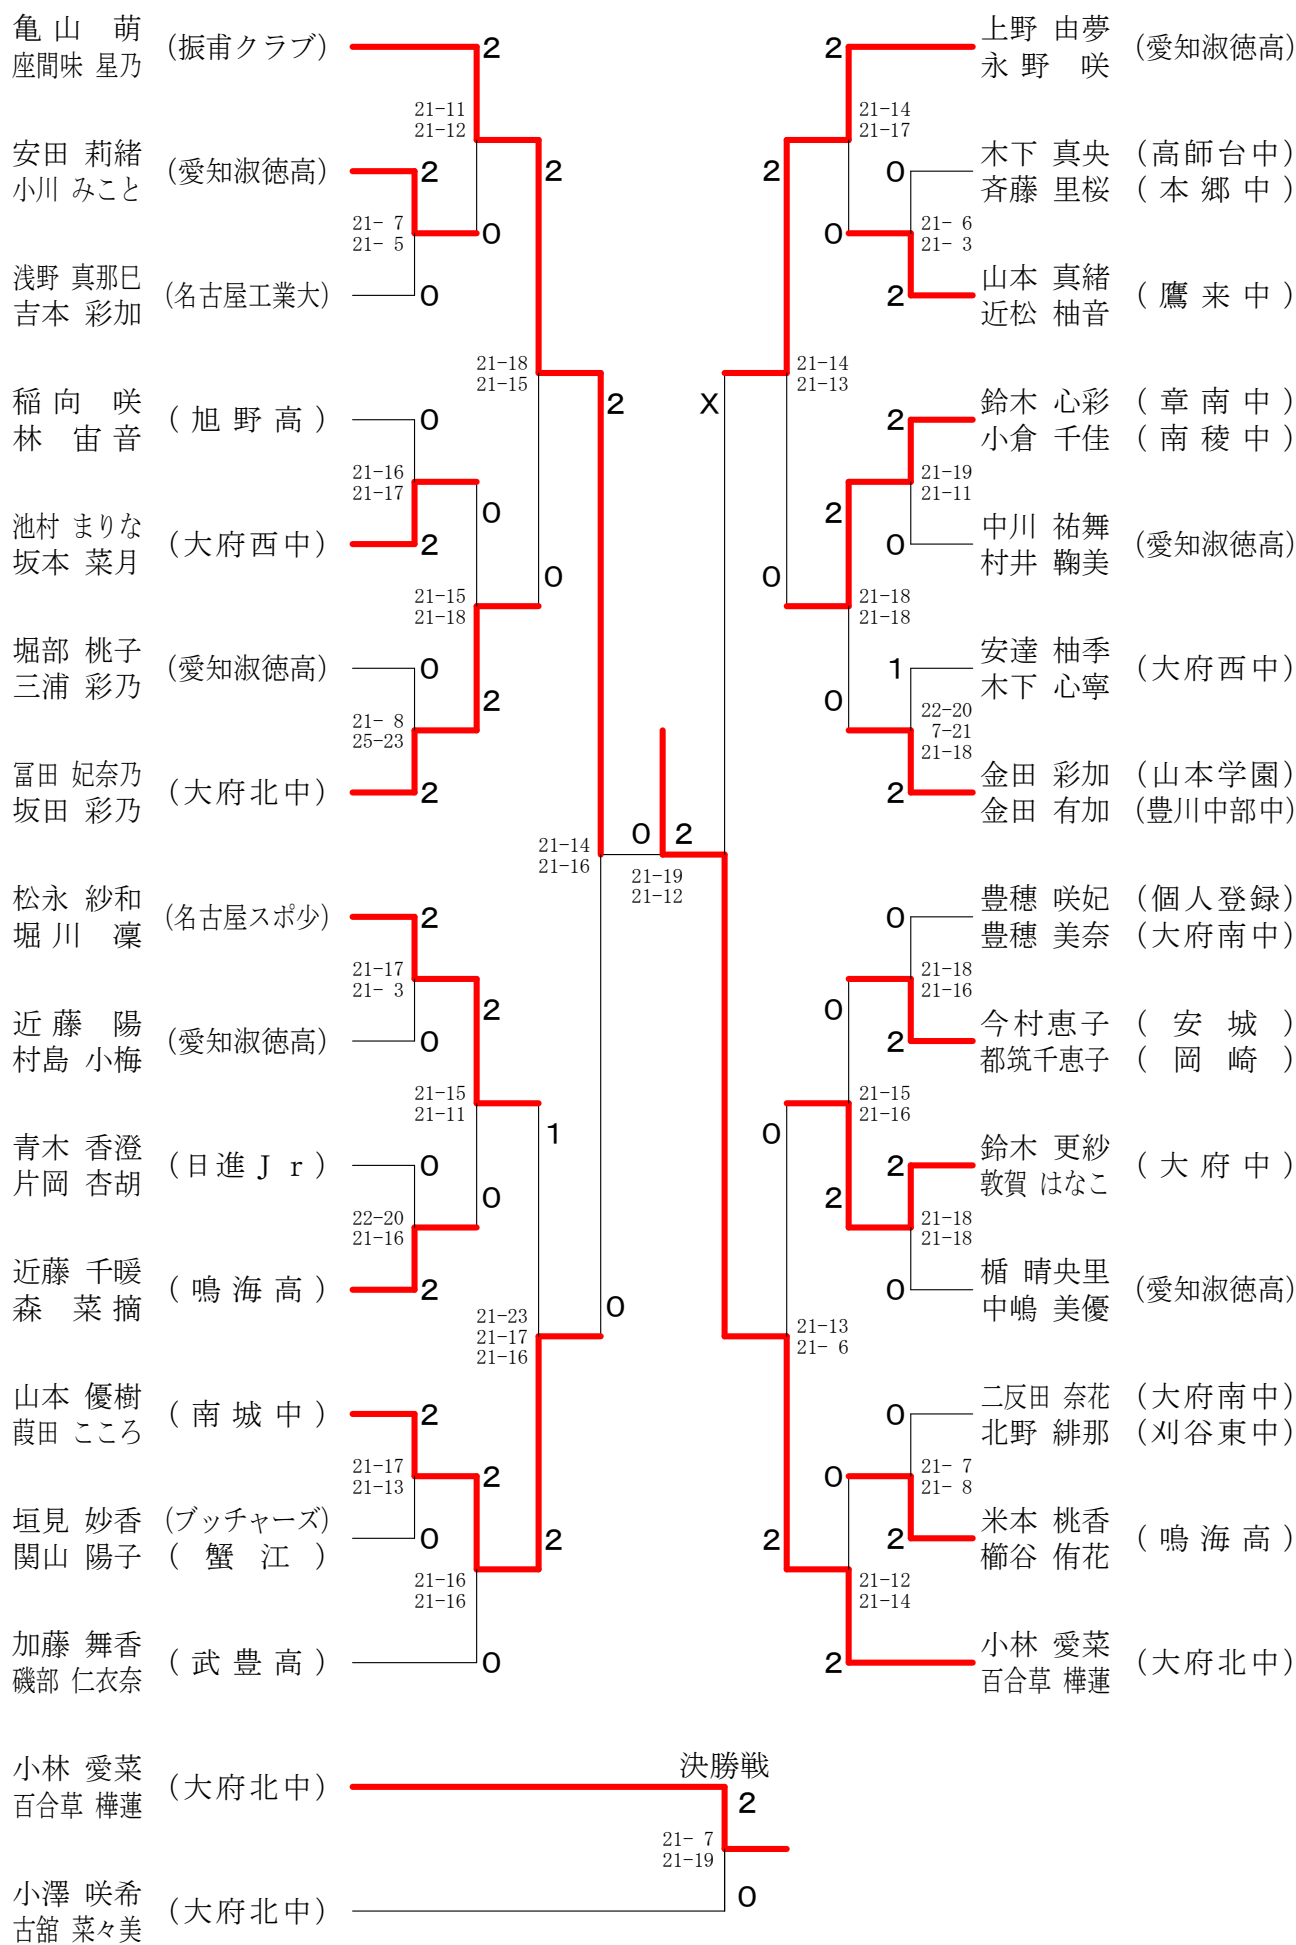 亀山 萌
座間味 星乃
(振甫クラブ)
2
21-11
21-12
2
安田 莉緒
小川 みこと
(愛知淑徳高)
2
21- 7
21- 5
0
浅野 真那巳
吉本 彩加
(名古屋工業大)
0
21-18
21-15
2
稲向 咲
林 宙音
(旭野高)
0
21-16
21-17
0
池村 まりな
坂本 菜月
(大府西中)
2
21-15
21-18
0
堀部 桃子
三浦 彩乃
(愛知淑徳高)
0
21- 8
25-23
2
冨田 妃奈乃
坂田 彩乃
(大府北中)
2
21-14
21-16
0
松永 紗和
堀川 凜
(名古屋スポ少)
2
21-17
21- 3
2
近藤 陽
村島 小梅
(愛知淑徳高)
0
21-15
21-11
1
青木 香澄
片岡 杏胡
(日進Jr)
0
22-20
21-16
0
近藤 千暖
森 菜摘
(鳴海高)
2
21-23
21-17
21-16
0
山本 優樹
葭田 こころ
(南城中)
2
21-17
21-13
2
垣見 妙香
関山 陽子
(ブッチャーズ)
(蟹江)
0
21-16
21-16
2
加藤 舞香
磯部 仁衣奈
(武豊高)
0
2
21-19
21-12
上野 由夢
永野 咲
(愛知淑徳高)
2
21-14
21-17
2
木下 真央
斉藤 里桜
(高師台中)
(本郷中)
0
21- 6
21- 3
0
山本 真緒
近松 柚音
(鷹来中)
2
21-14
21-13
X
鈴木 心彩
小倉 千佳
(章南中)
(南稜中)
2
21-19
21-11
2
中川 祐舞
村井 鞠美
(愛知淑徳高)
0
21-18
21-18
0
安達 柚季
木下 心寧
(大府西中)
1
22-20
7-21
21-18
0
金田 彩加
金田 有加
(山本学園)
(豊川中部中)
2
豊穗 咲妃
豊穗 美奈
(個人登録)
(大府南中)
0
21-18
21-16
0
今村恵子
都筑千恵子
(安城)
(岡崎)
2
21-15
21-16
0
鈴木 更紗
敦賀 はなこ
(大府中)
2
21-18
21-18
2
楯 晴央里
中嶋 美優
(愛知淑徳高)
0
21-13
21- 6
二反田 奈花
北野 緋那
(大府南中)
(刈谷東中)
0
21- 7
21- 8
0
米本 桃香
櫛谷 侑花
(鳴海高)
2
21-12
21-14
2
小林 愛菜
百合草 樺蓮
(大府北中)
2
決勝戦
小林 愛菜
百合草 樺蓮
(大府北中)
2
21- 7
21-19
小澤 咲希
古舘 菜々美
(大府北中)
0